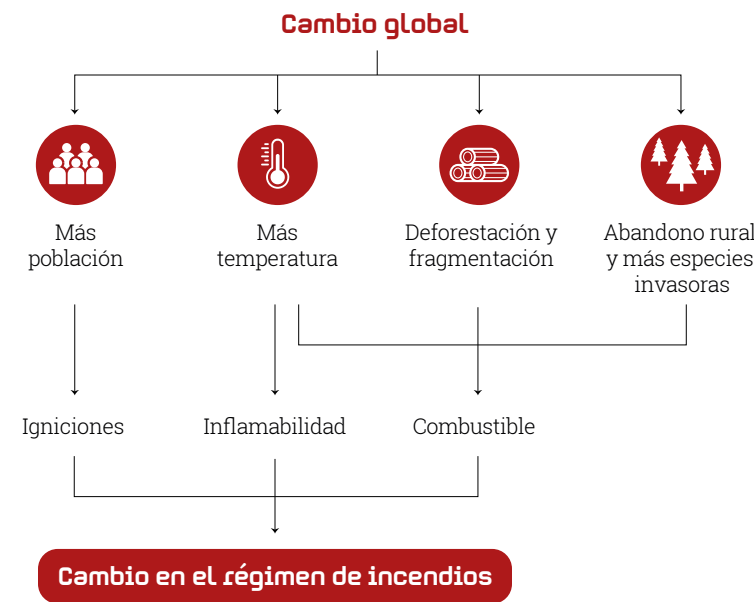 Cambio global
Más
población
Más
temperatura
Deforestación y
fragmentación
Abandono rural
y más especies
invasoras
Igniciones
Inflamabilidad
Combustible
Cambio en el régimen de incendios